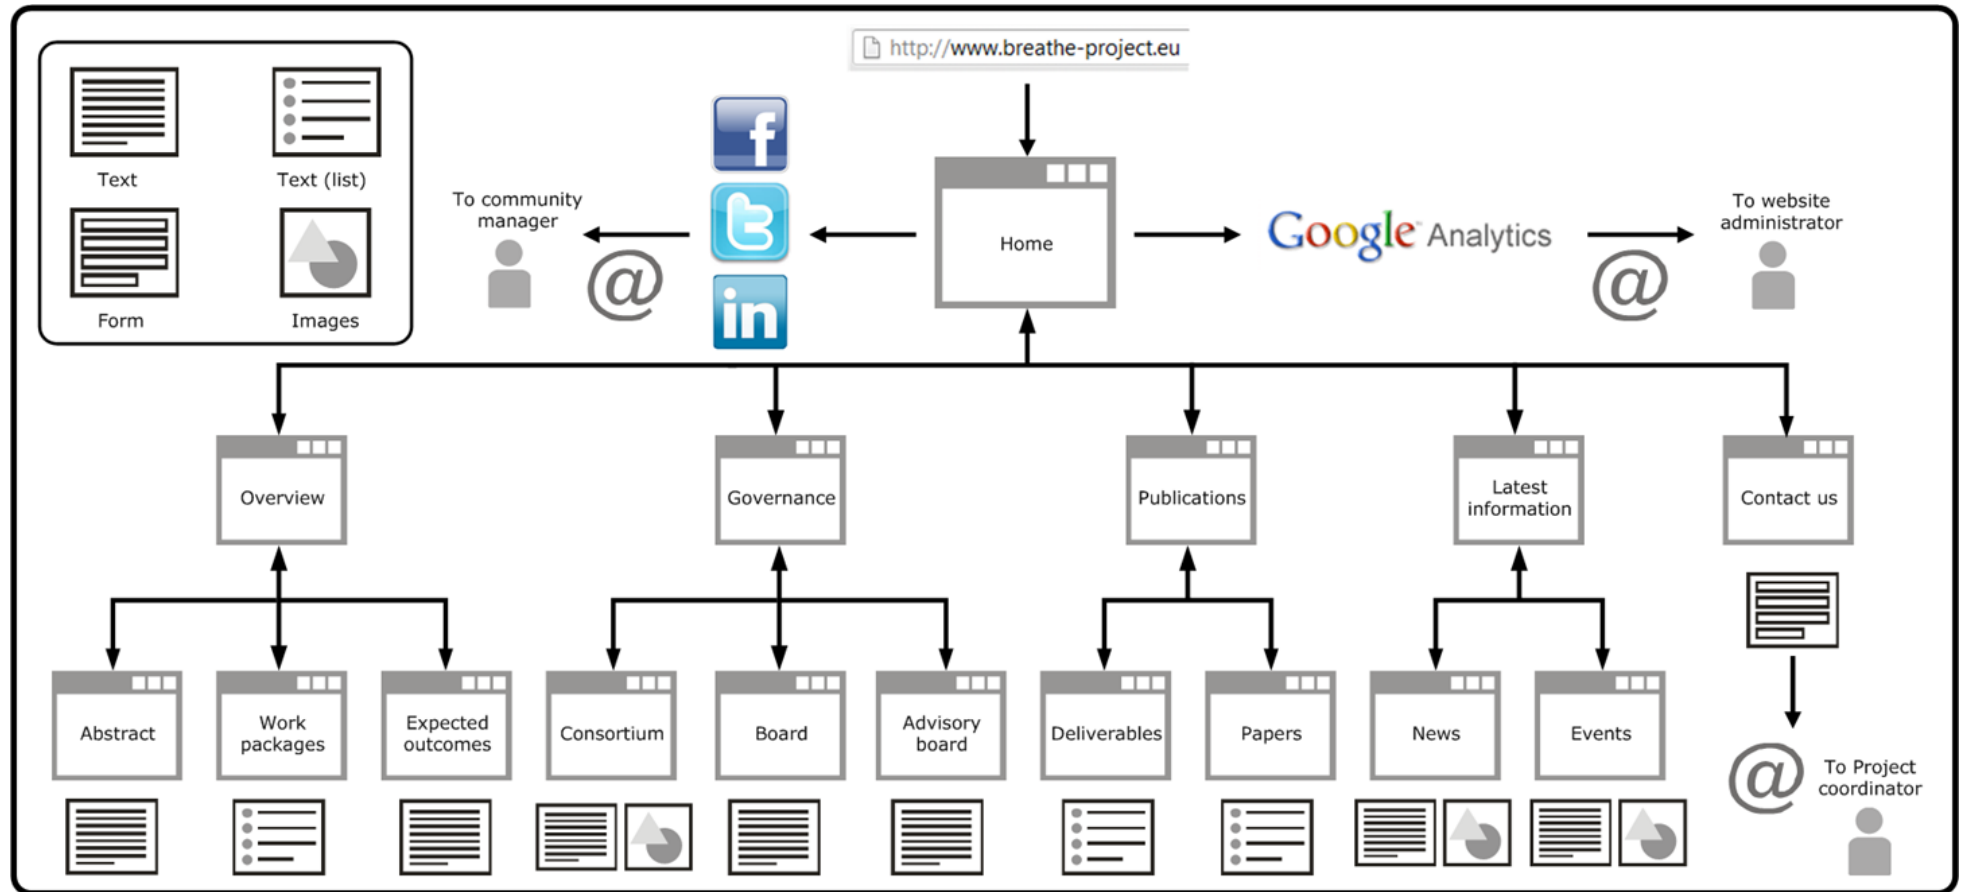 http://www.breathe-project.eu
Text
Text (list)
Form
Images
To community
manager
@
f
t
in
Home
Google™ Analytics
@
To website
administrator
Overview
Governance
Publications
Latest
information
Contact us
Abstract
Work
packages
Expected
outcomes
Consortium
Board
Advisory
board
Deliverables
Papers
News
Events
@
To Project
coordinator